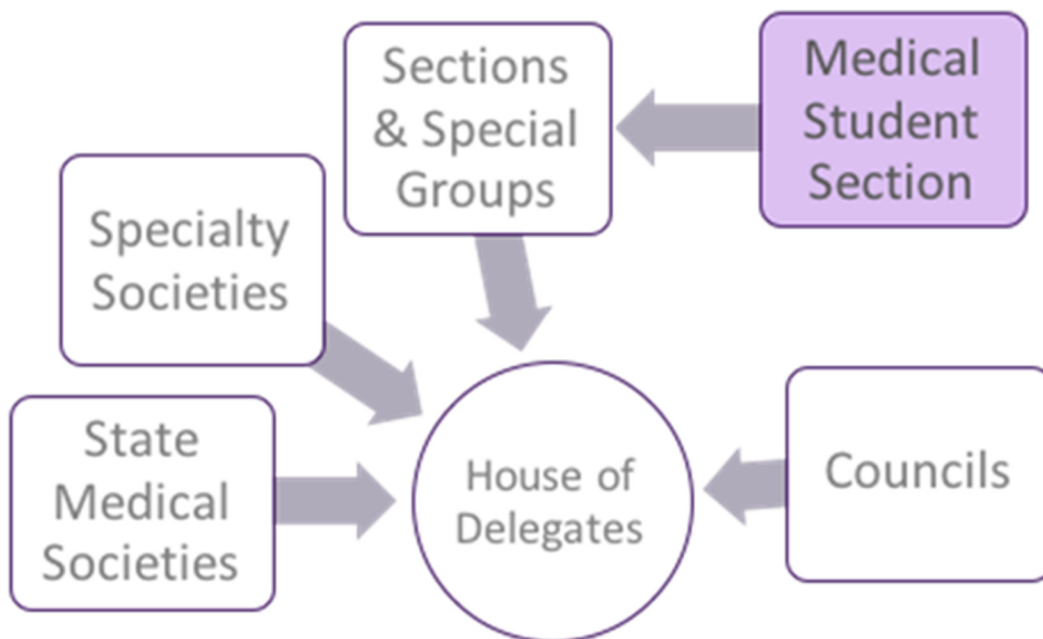 Sections
& Special
Groups
Medical
Student
Section
Specialty
Societies
State
Medical
Societies
House of
Delegates
Councils